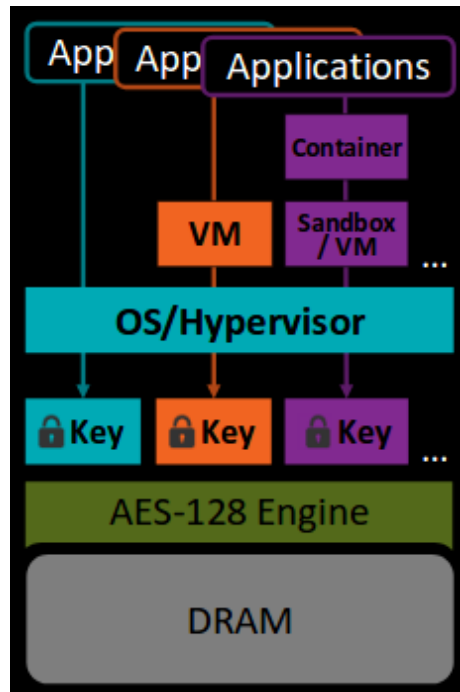 App
App
Applications
Container
VM
Sandbox
/ VM
...
OS/Hypervisor
Key
Key
Key
...
AES-128 Engine
DRAM